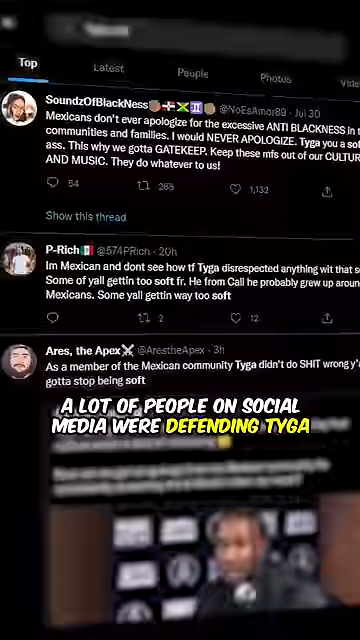 Top
Latest
People
Photos
SoundzOfBlackNess @NoEsAmor89 · Jul 30
Mexicans don't ever apologize for the excessive ANTI BLACKNESS in
communities and families. I would NEVER APOLOGIZE. Tyga you a
ass. This why we gotta GATEKEEP. Keep these mfs out of our
AND MUSIC. They do whatever to us!
54 265 1,132
Show this thread
P-Rich @574PRich · 20h
Im Mexican and dont see how tf Tyga disrespected anything wit that
Some of yall gettin too soft fr. He from Cali he probably grew up
Mexicans. Some yall gettin way too soft
2 12
Ares, the Apex @ArestheApex · 3h
As a member of the Mexican community Tyga didn't do SHIT wrong
gotta stop being soft
A LOT OF PEOPLE ON SOCIAL
MEDIA WERE DEFENDING TYGA